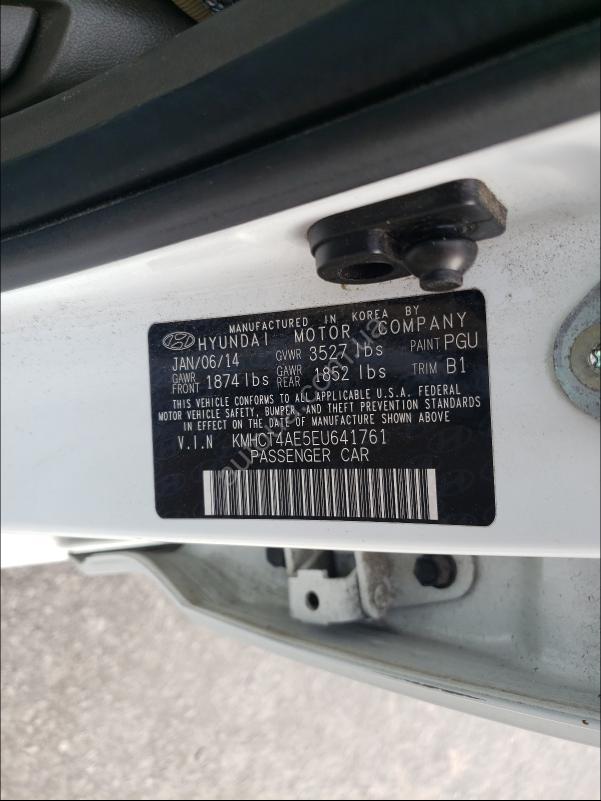 MANUFACTURED IN KOREA BY
HYUNDAI MOTOR COMPANY
JAN/06/14 GVWR 3527 lbs PAINT PGU
GAWR FRONT 1874 lbs GAWR REAR 1852 lbs TRIM B1
THIS VEHICLE CONFORMS TO ALL APPLICABLE U.S.A. FEDERAL
MOTOR VEHICLE SAFETY, BUMPER, AND THEFT PREVENTION STANDARDS
IN EFFECT ON THE DATE OF MANUFACTURE SHOWN ABOVE
V.I.N KMHCT4AE5EU641761
PASSENGER CAR